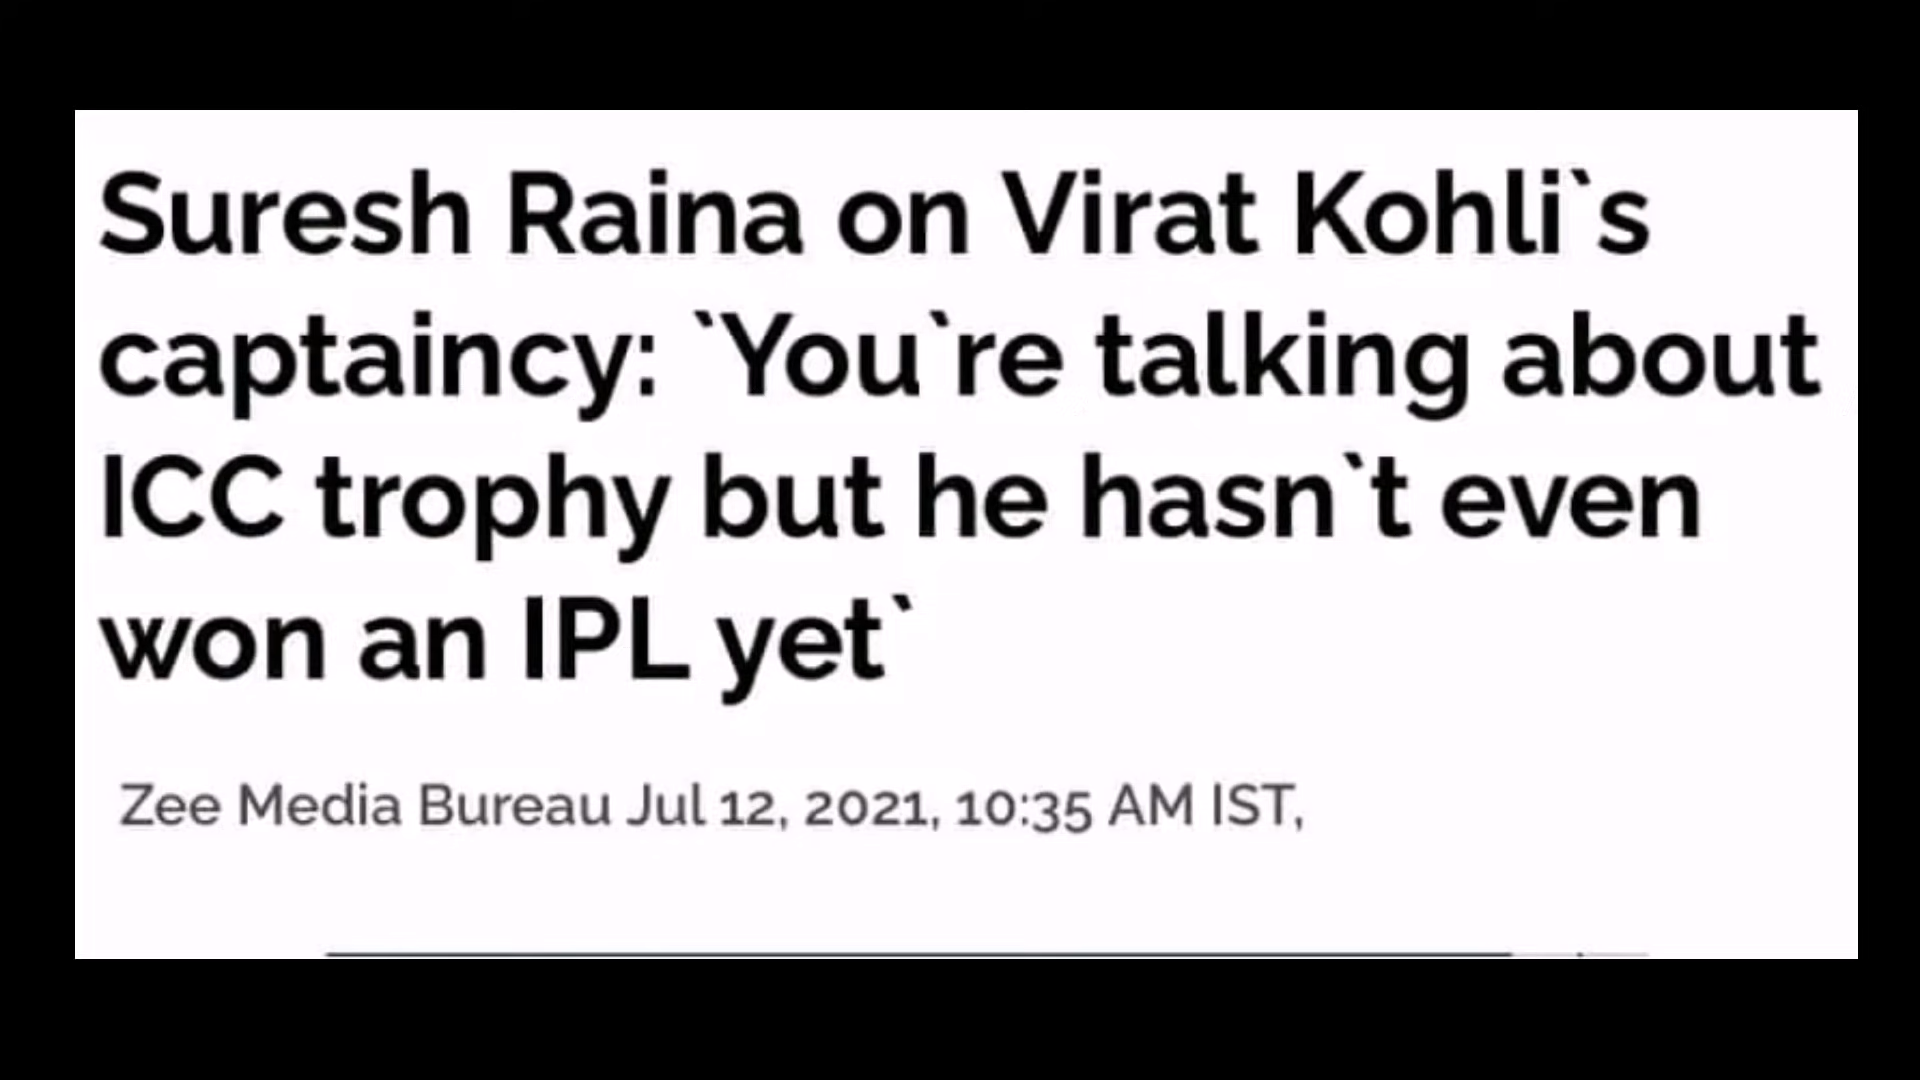 Suresh Raina on Virat Kohli`s
captaincy: `You`re talking about
ICC trophy but he hasn`t even
won an IPL yet`
Zee Media Bureau Jul 12, 2021, 10:35 AM IST,